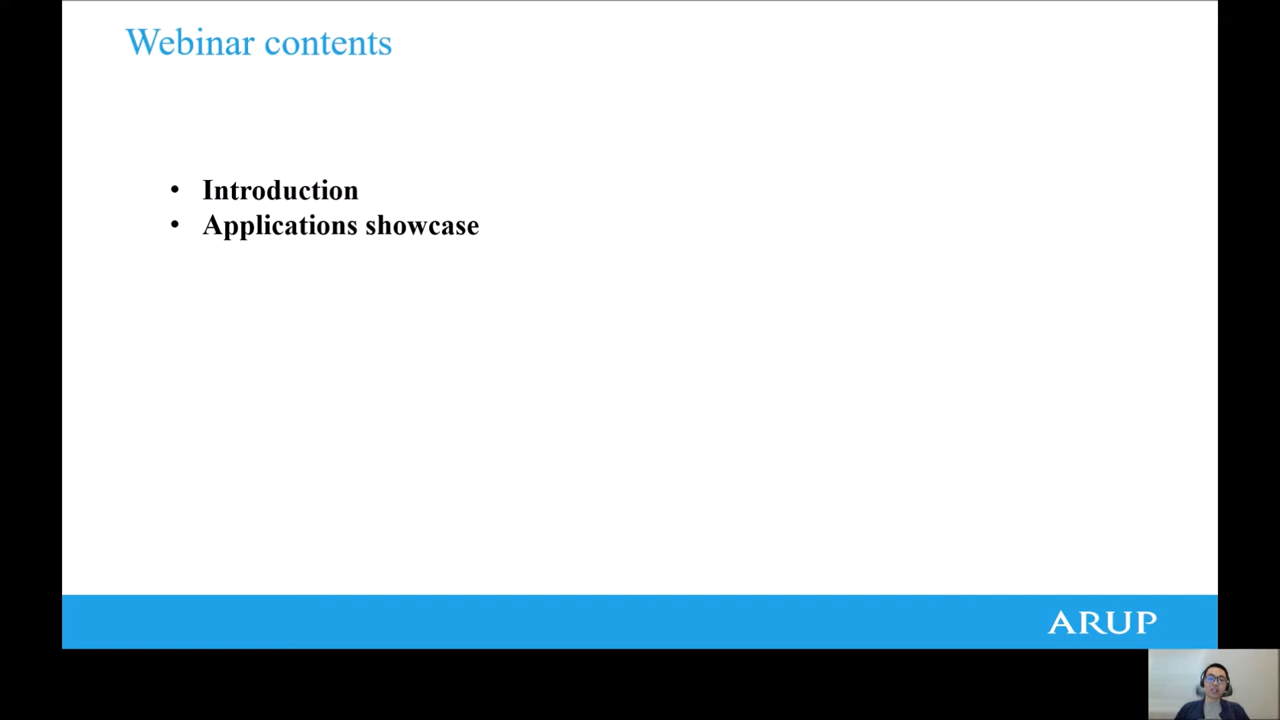 Webinar contents
• Introduction
• Applications showcase
ARUP